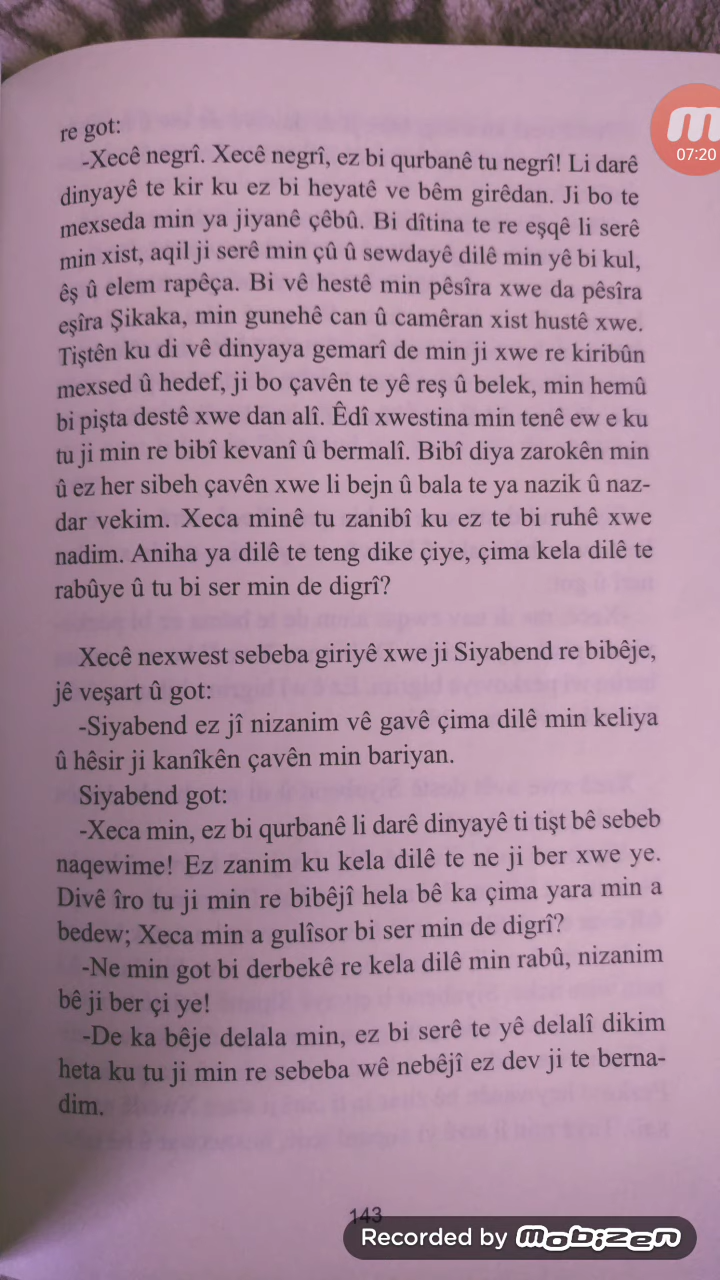 re got:
-Xecê negrî. Xecê negrî, ez bi qurbanê tu negrî! Li darê
dinyayê te kir ku ez bi heyatê ve bêm girêdan. Ji bo te
mexseda min ya jiyanê çêbû. Bi dîtina te re eşqê li serê
min xist, aqil ji serê min çû û sewdayê dilê min yê bi kul,
êş û elem rapêça. Bi vê hestê min pêsîra xwe da pêsîra
eşîra Şikaka, min gunehê can û camêran xist hustê xwe.
Tiştên ku di vê dinyaya gemarî de min ji xwe re kiribûn
mexsed û hedef, ji bo çavên te yê reş û belek, min hemû
bi pişta destê xwe dan alî. Êdî xwestina min tenê ew e ku
tu ji min re bibî kevanî û bermalî. Bibî diya zarokên min
û ez her sibeh çavên xwe li bejn û bala te ya nazik û naz-
dar vekim. Xeca minê tu zanibî ku ez te bi ruhê xwe
nadim. Aniha ya dilê te teng dike çiye, çima kela dilê te
rabûye û tu bi ser min de digrî?
Xecê nexwest sebeba giriyê xwe ji Siyabend re bibêje,
jê veşart û got:
-Siyabend ez jî nizanim vê gavê çima dilê min keliya
û hêsir ji kanîkên çavên min bariyan.
Siyabend got:
-Xeca min, ez bi qurbanê li darê dinyayê ti tişt bê sebeb
naqewime! Ez zanim ku kela dilê te ne ji ber xwe ye.
Divê îro tu ji min re bibêjî hela bê ka çima yara min a
bedew; Xeca min a gulîsor bi ser min de digrî?
-Ne min got bi derbekê re kela dilê min rabû, nizanim
bê ji ber çi ye!
-De ka bêje delala min, ez bi serê te yê delalî dikim
heta ku tu ji min re sebeba wê nebêjî ez dev ji te berna-
dim.
143
07:20
Recorded by mobizen